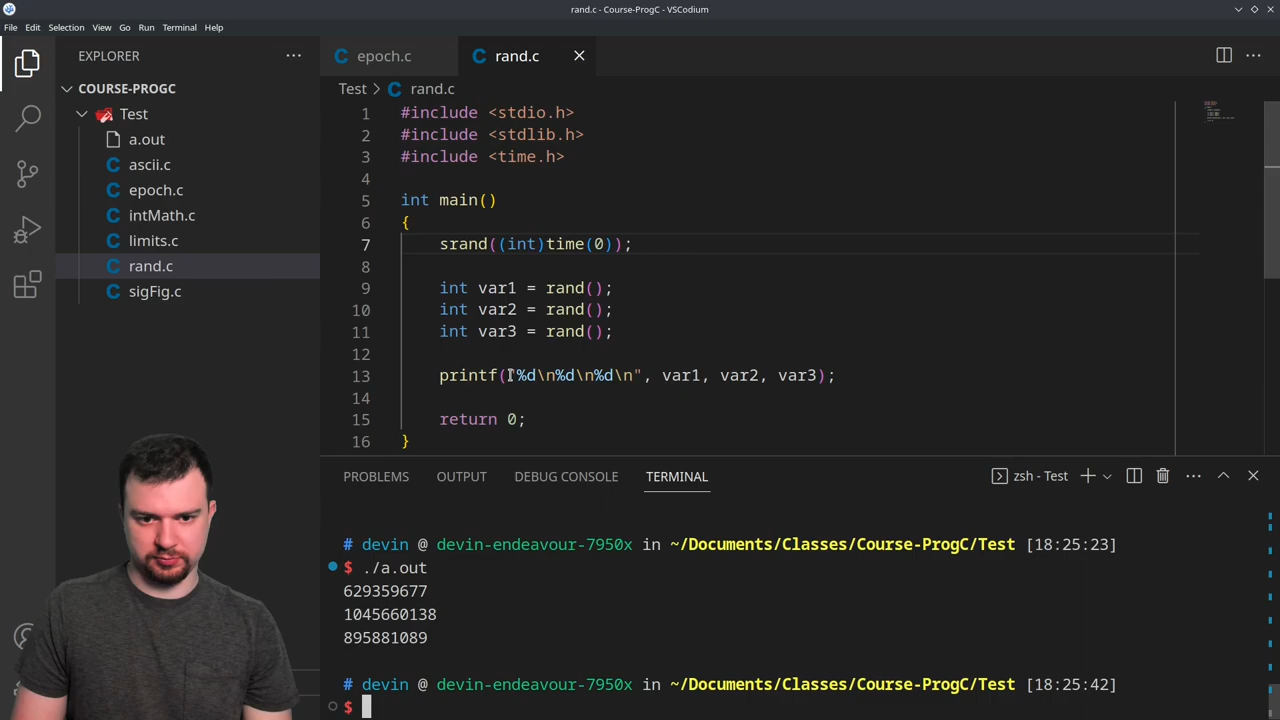 rand.c - Course-ProgC - VSCodium
File Edit Selection View Go Run Terminal Help
EXPLORER
COURSE-PROGC
Test
a.out
ascii.c
epoch.c
intMath.c
limits.c
rand.c
sigFig.c
epoch.c
rand.c
Test > rand.c
1 #include <stdio.h>
2 #include <stdlib.h>
3 #include <time.h>
4
5 int main()
6 {
7 srand((int)time(0));
8
9 int var1 = rand();
10 int var2 = rand();
11 int var3 = rand();
12
13 printf("%d\n%d\n%d\n", var1, var2, var3);
14
15 return 0;
16 }
PROBLEMS OUTPUT DEBUG CONSOLE TERMINAL
zsh - Test
# devin @ devin-endeavour-7950x in ~/Documents/Classes/Course-ProgC/Test [18:25:23]
$ ./a.out
629359677
1045660138
895881089
# devin @ devin-endeavour-7950x in ~/Documents/Classes/Course-ProgC/Test [18:25:42]
$